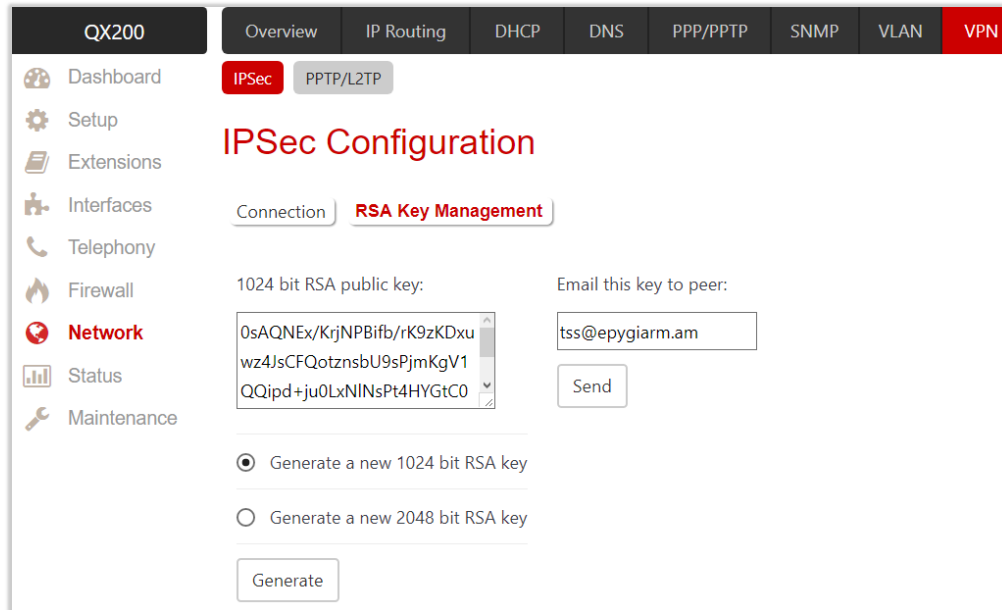 QX200
Overview IP Routing DHCP DNS PPP/PPTP SNMP VLAN VPN
Dashboard
Setup
Extensions
Interfaces
Telephony
Firewall
Network
Status
Maintenance
IPSec PPTP/L2TP
IPSec Configuration
Connection RSA Key Management
1024 bit RSA public key:
0sAQNEx/KrjNPBifb/rK9zKDxu
wz4JsCFQotznsbU9sPjmKgV1
QQipd+ju0LxNlNsPt4HYGtC0
Email this key to peer:
tss@epygiarm.am
Send
Generate a new 1024 bit RSA key
Generate a new 2048 bit RSA key
Generate